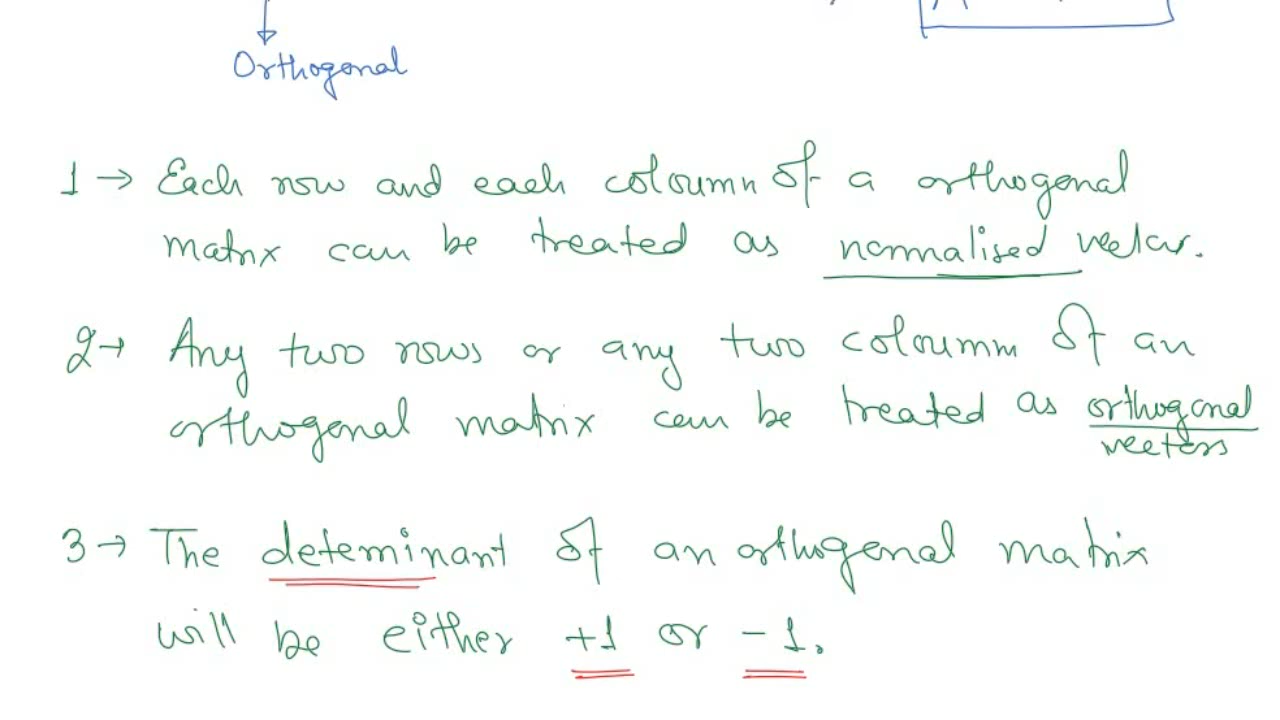 Orthogonal
1 → Each row and each coloumn of a orthogonal
matrix can be treated as normalised vector.
2→ Any two rows or any two coloumn of an
orthogonal matrix can be treated as orthogonal
vectors
3→ The deteminant of an orthogonal matrix
will be either +1 or -1.